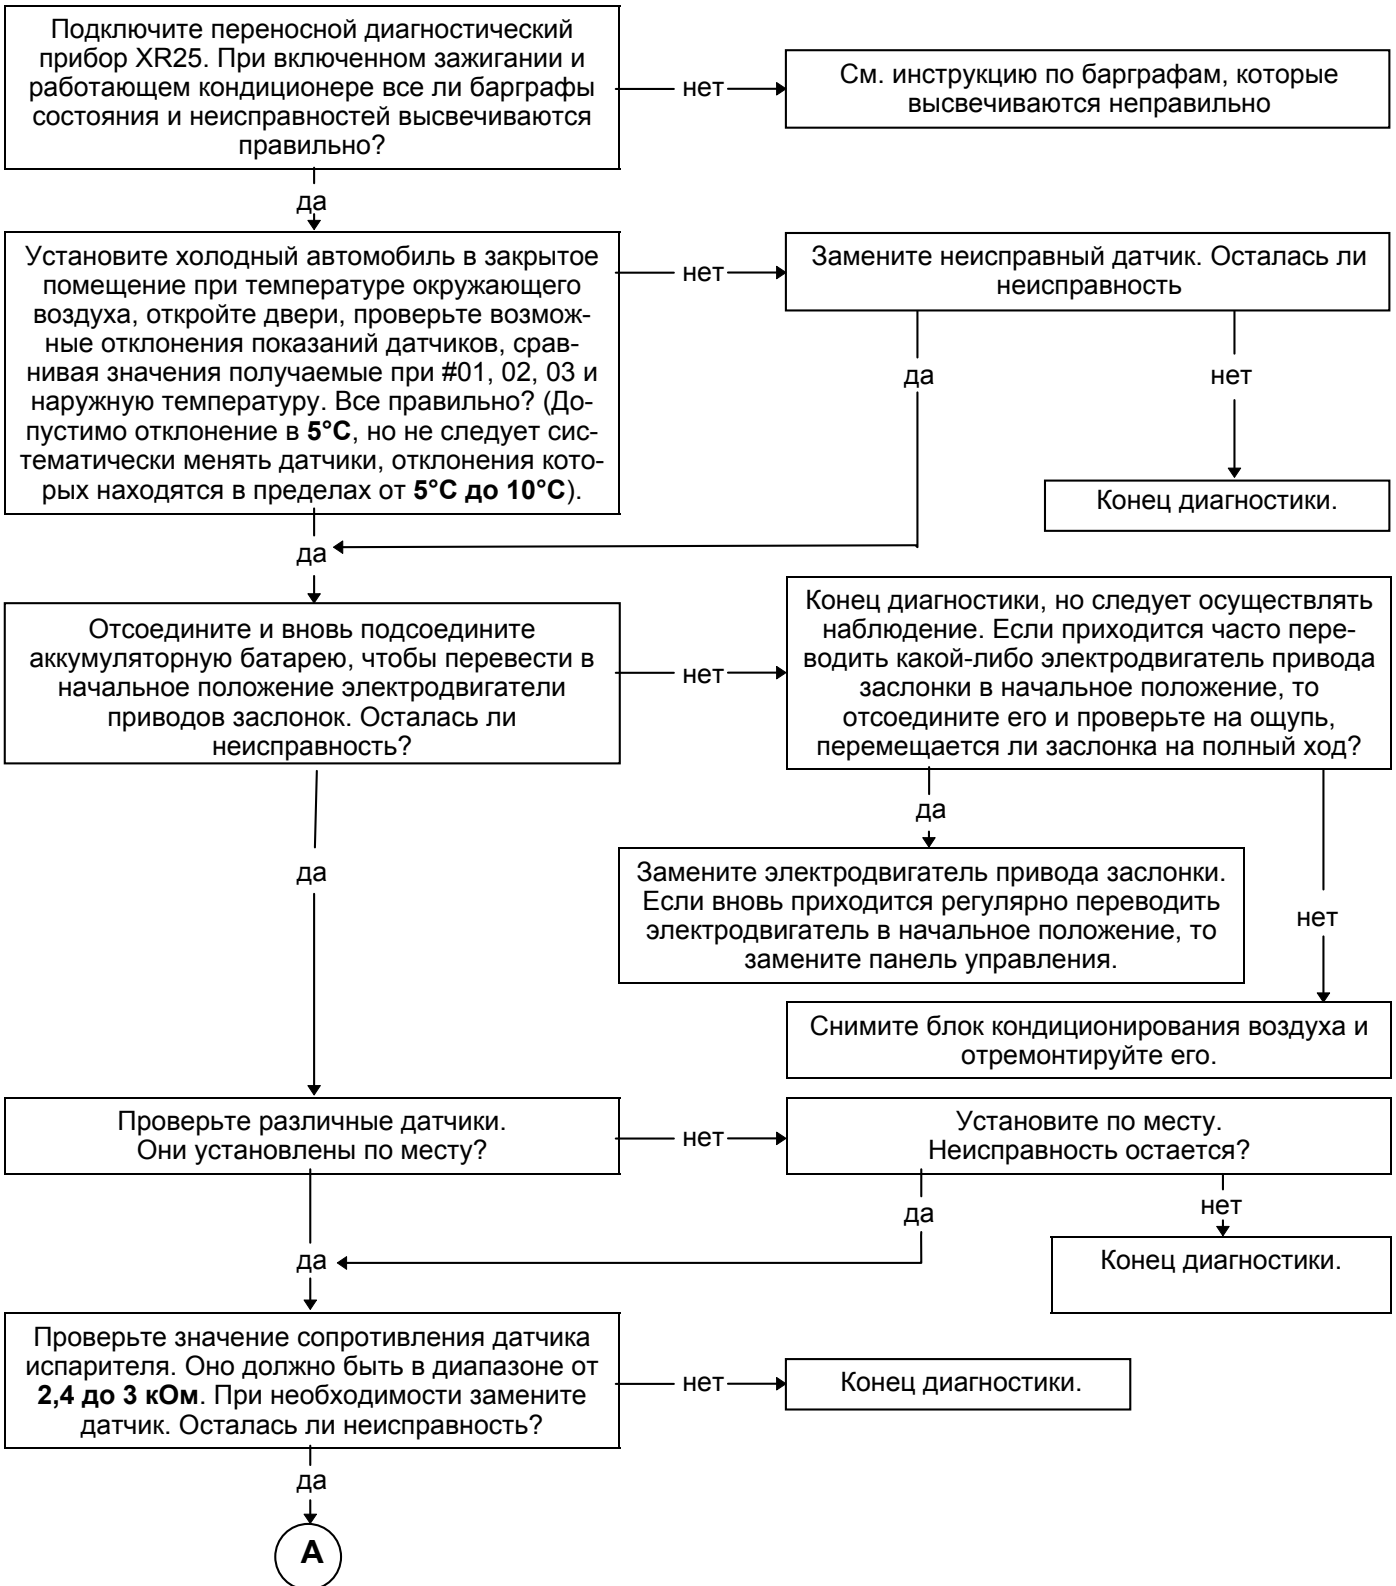 Подключите переносной диагностический
прибор XR25. При включенном зажигании и
работающем кондиционере все ли барграфы
состояния и неисправностей высвечиваются
правильно?
нет
См. инструкцию по барграфам, которые
высвечиваются неправильно
да
Установите холодный автомобиль в закрытое
помещение при температуре окружающего
воздуха, откройте двери, проверьте возмож-
ные отклонения показаний датчиков, срав-
нивая значения получаемые при #01, 02, 03 и
наружную температуру. Все правильно? (До-
пустимо отклонение в 5°C, но не следует сис-
тематически менять датчики, отклонения кото-
рых находятся в пределах от 5°C до 10°C).
нет
Замените неисправный датчик. Осталась ли
неисправность
да
нет
Конец диагностики.
да
Отсоедините и вновь подсоедините
аккумуляторную батарею, чтобы перевести в
начальное положение электродвигатели
приводов заслонок. Осталась ли
неисправность?
нет
Конец диагностики, но следует осуществлять
наблюдение. Если приходится часто пере-
водить какой-либо электродвигатель привода
заслонки в начальное положение, то
отсоедините его и проверьте на ощупь,
перемещается ли заслонка на полный ход?
да
Замените электродвигатель привода заслонки.
Если вновь приходится регулярно переводить
электродвигатель в начальное положение, то
замените панель управления.
нет
Снимите блок кондиционирования воздуха и
отремонтируйте его.
да
Проверьте различные датчики.
Они установлены по месту?
нет
Установите по месту.
Неисправность остается?
да
нет
Конец диагностики.
да
Проверьте значение сопротивления датчика
испарителя. Оно должно быть в диапазоне от
2,4 до 3 кОм. При необходимости замените
датчик. Осталась ли неисправность?
нет
Конец диагностики.
да
А